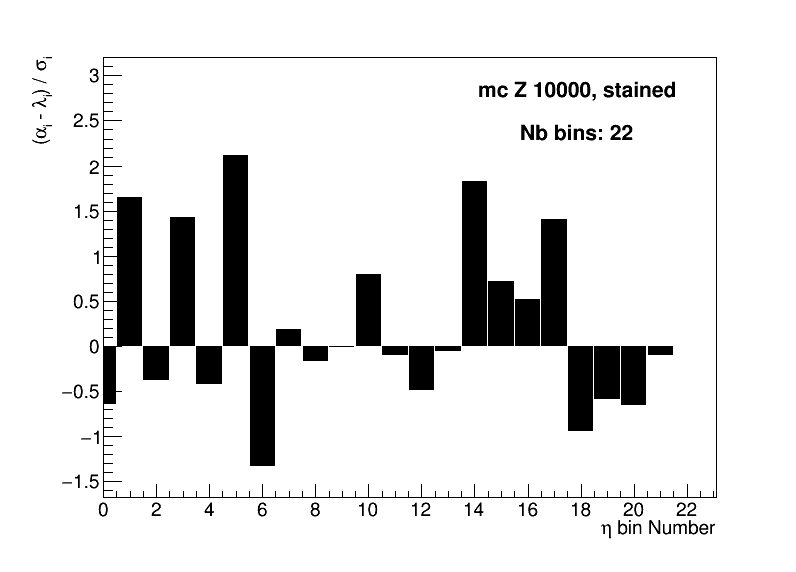 (αi - λi) / σi
mc Z 10000, stained
Nb bins: 22
3
2.5
2
1.5
1
0.5
0
−0.5
−1
−1.5
0 2 4 6 8 10 12 14 16 18 20 22
η bin Number